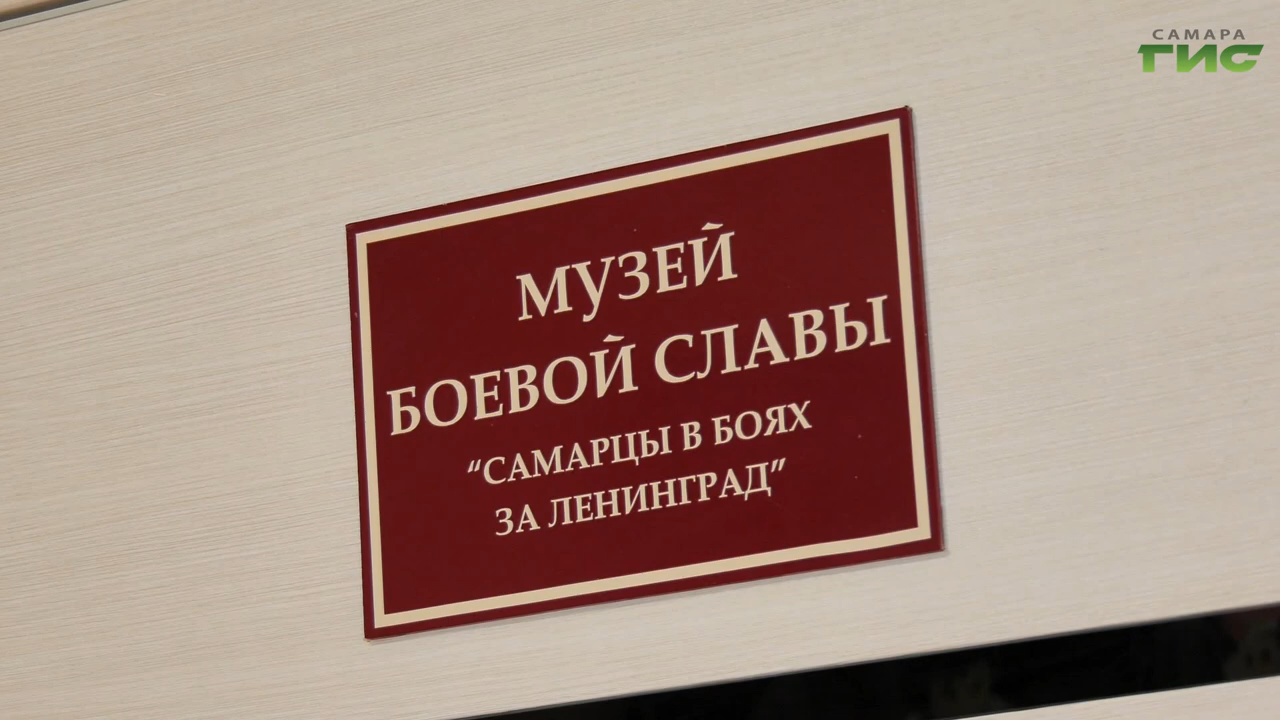 САМАРА
ГИС
МУЗЕЙ
БОЕВОЙ СЛАВЫ
“САМАРЦЫ В БОЯХ
ЗА ЛЕНИНГРАД”